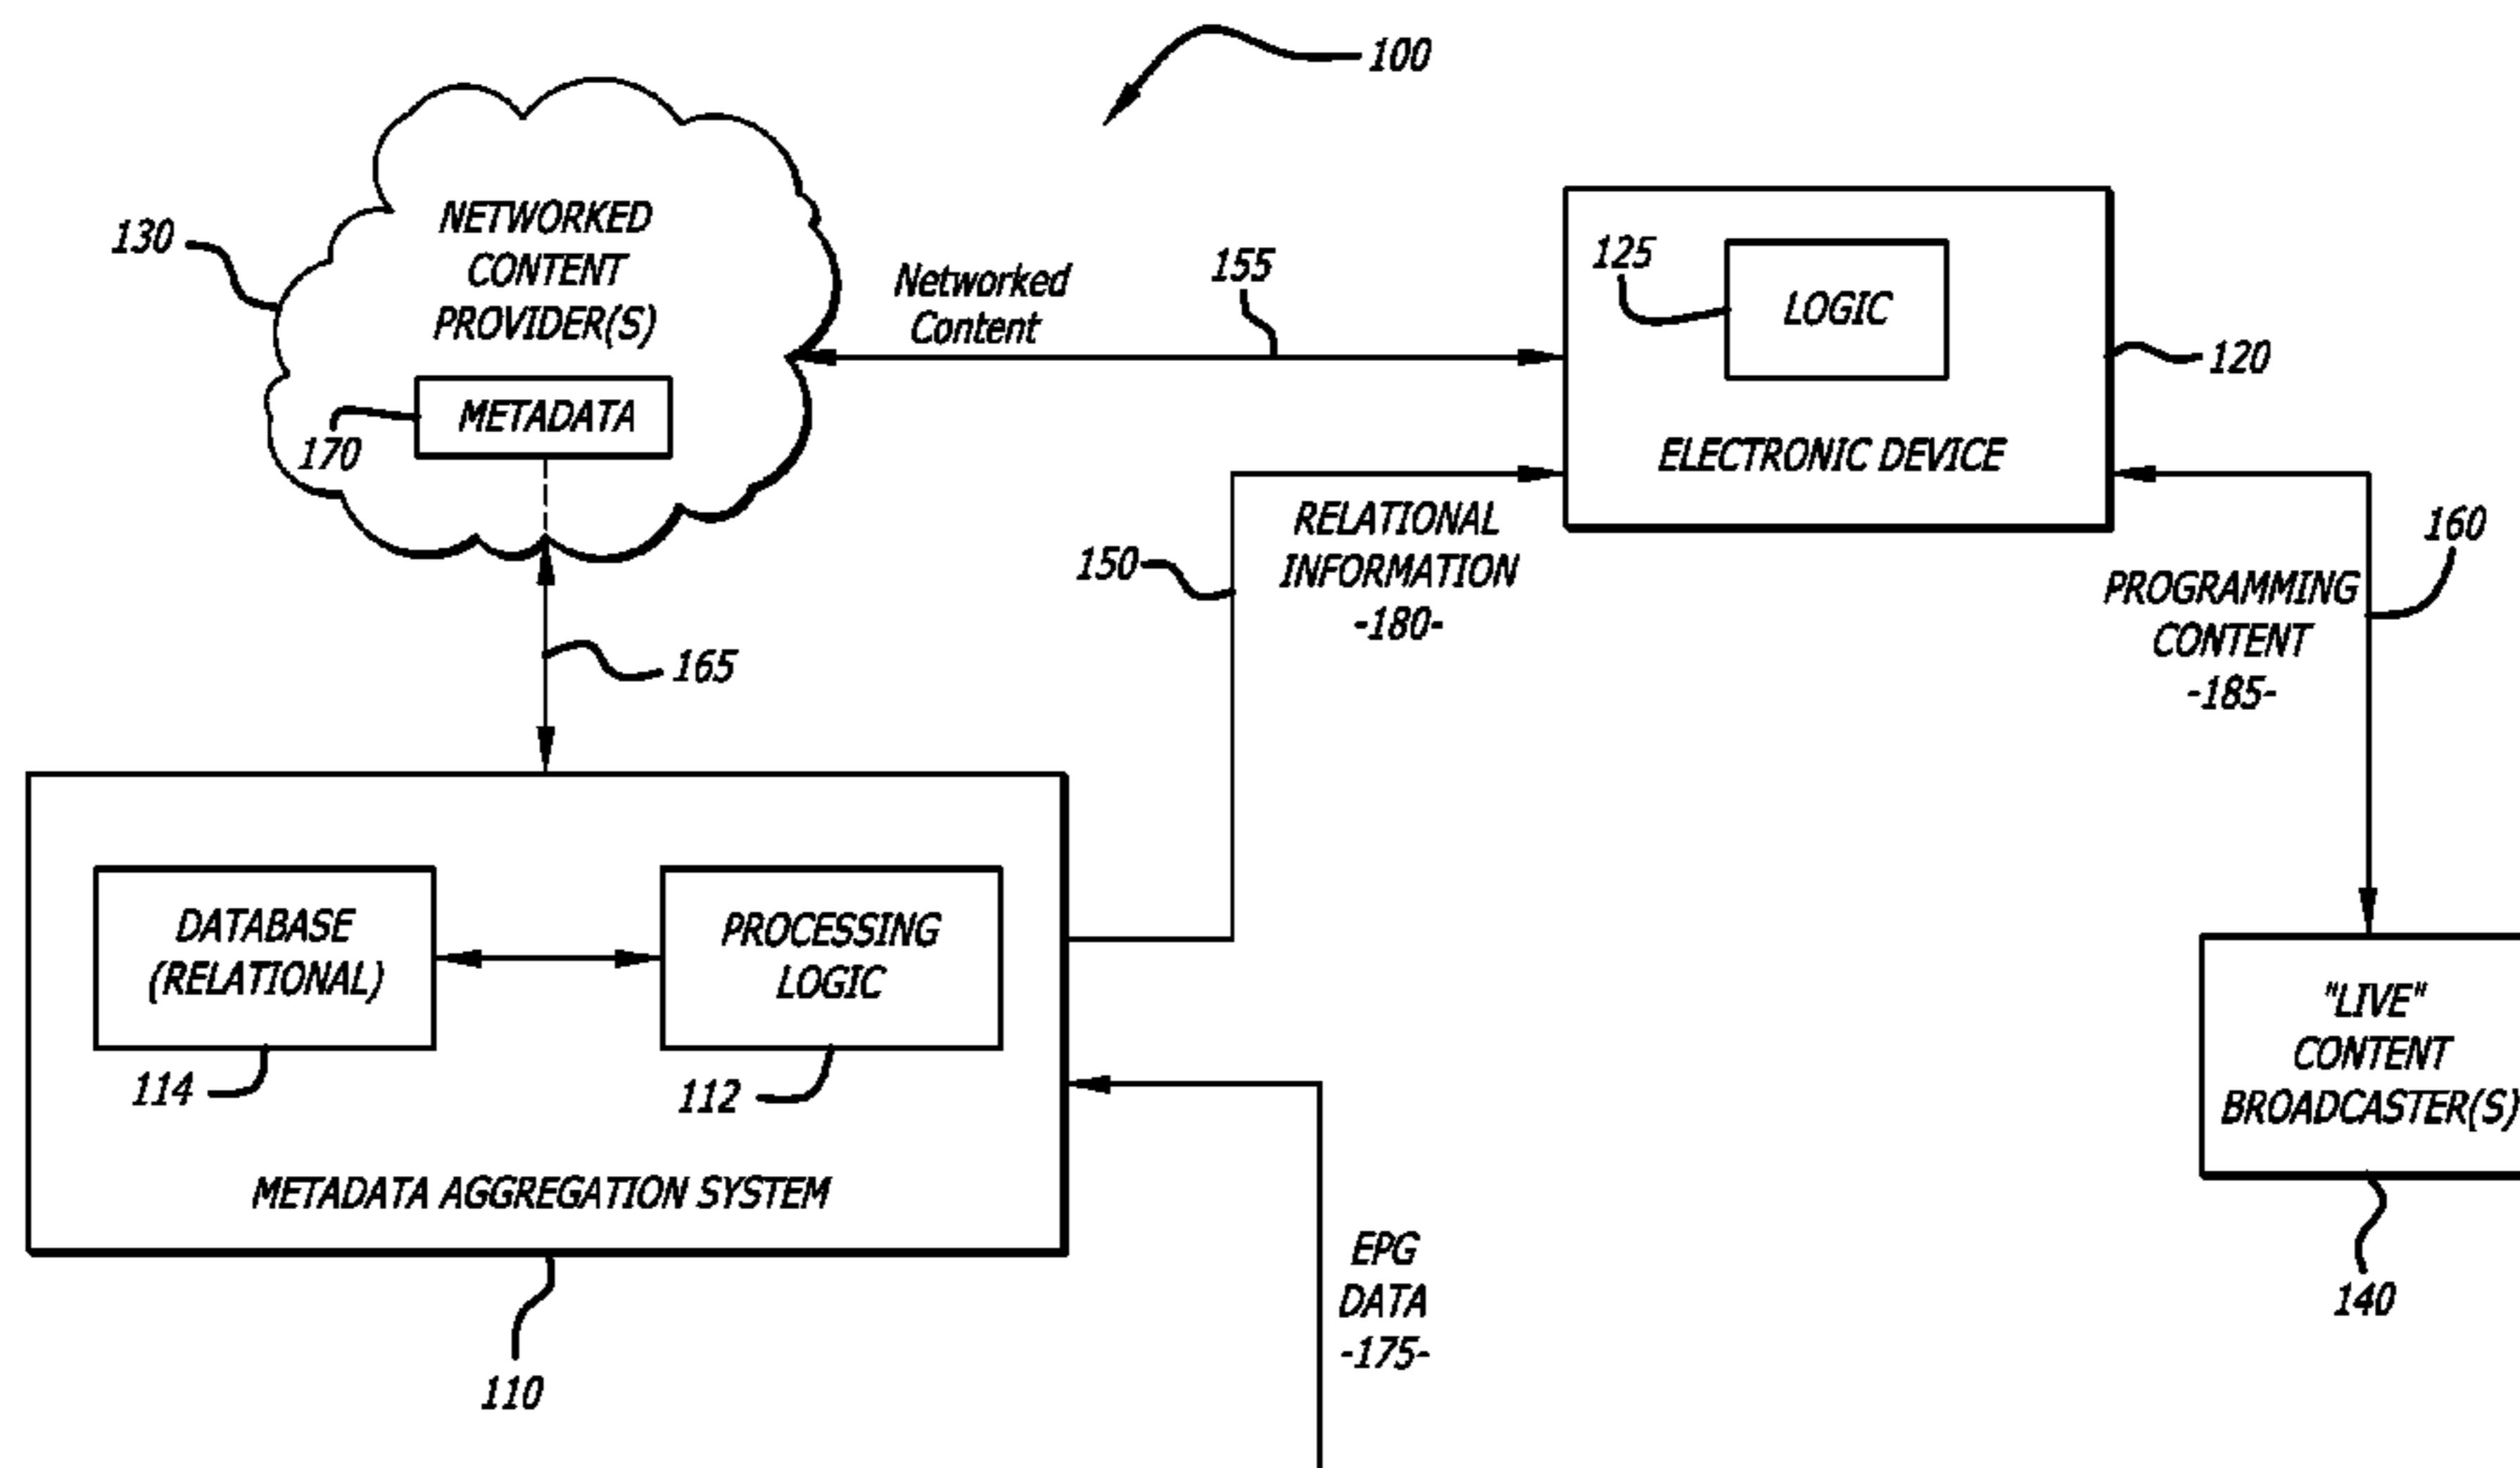 100
NETWORKED
CONTENT
PROVIDER(S)
130
METADATA
170
Networked
Content
155
125
LOGIC
120
ELECTRONIC DEVICE
RELATIONAL
INFORMATION
-180-
150
160
PROGRAMMING
CONTENT
-185-
165
DATABASE
(RELATIONAL)
PROCESSING
LOGIC
114
112
METADATA AGGREGATION SYSTEM
110
"LIVE"
CONTENT
BROADCASTER(S)
140
EPG
DATA
-175-